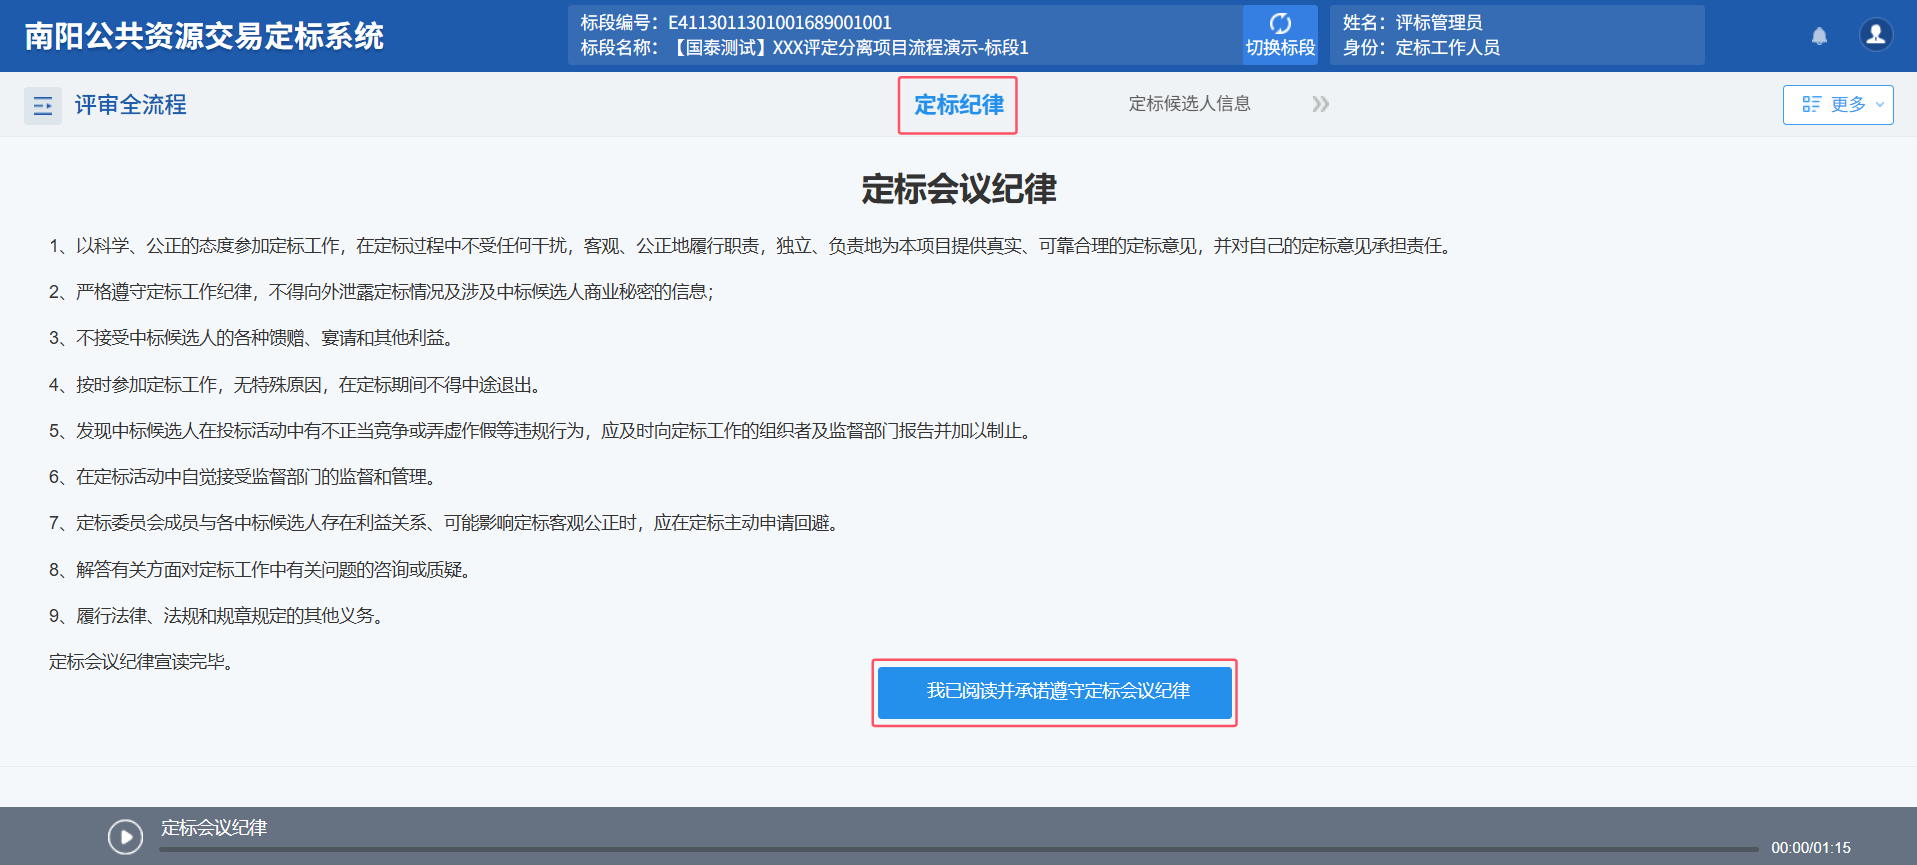 南阳公共资源交易定标系统
标段编号：E4113011301001689001001
标段名称：【国泰测试】XXX评定分离项目流程演示-标段1
切换标段
姓名：评标管理员
身份：定标工作人员
评审全流程
定标纪律
定标候选人信息
更多
定标会议纪律
1、以科学、公正的态度参加定标工作，在定标过程中不受任何干扰，客观、公正地履行职责，独立、负责地为本项目提供真实、可靠合理的定标意见，并对自己的定标意见承担责任。
2、严格遵守定标工作纪律，不得向外泄露定标情况及涉及中标候选人商业秘密的信息；
3、不接受中标候选人的各种馈赠、宴请和其他利益。
4、按时参加定标工作，无特殊原因，在定标期间不得中途退出。
5、发现中标候选人在投标活动中有不正当竞争或弄虚作假等违规行为，应及时向定标工作的组织者及监督部门报告并加以制止。
6、在定标活动中自觉接受监督部门的监督和管理。
7、定标委员会成员与各中标候选人存在利益关系、可能影响定标客观公正时，应在定标主动申请回避。
8、解答有关方面对定标工作中有关问题的咨询或质疑。
9、履行法律、法规和规章规定的其他义务。
定标会议纪律宣读完毕。
我已阅读并承诺遵守定标会议纪律
定标会议纪律
00:00/01:15